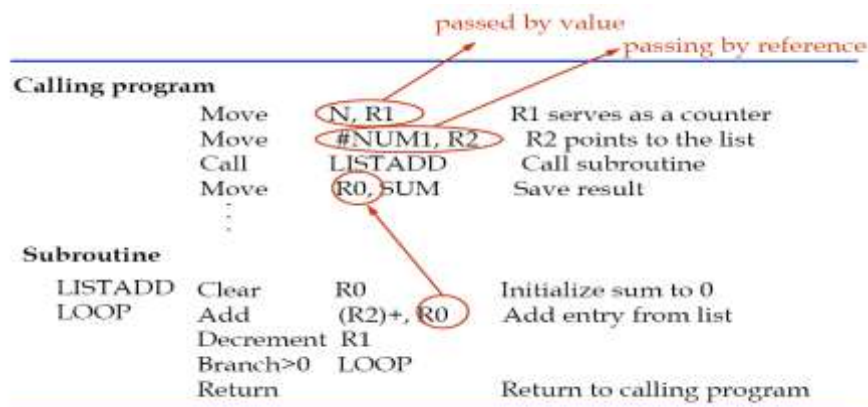 passed by value
passing by reference
Calling program
Move N, R1 R1 serves as a counter
Move #NUM1, R2 R2 points to the list
Call LISTADD Call subroutine
Move R0, SUM Save result
⋮
Subroutine
LISTADD Clear R0 Initialize sum to 0
LOOP Add (R2)+, R0 Add entry from list
Decrement R1
Branch>0 LOOP
Return Return to calling program